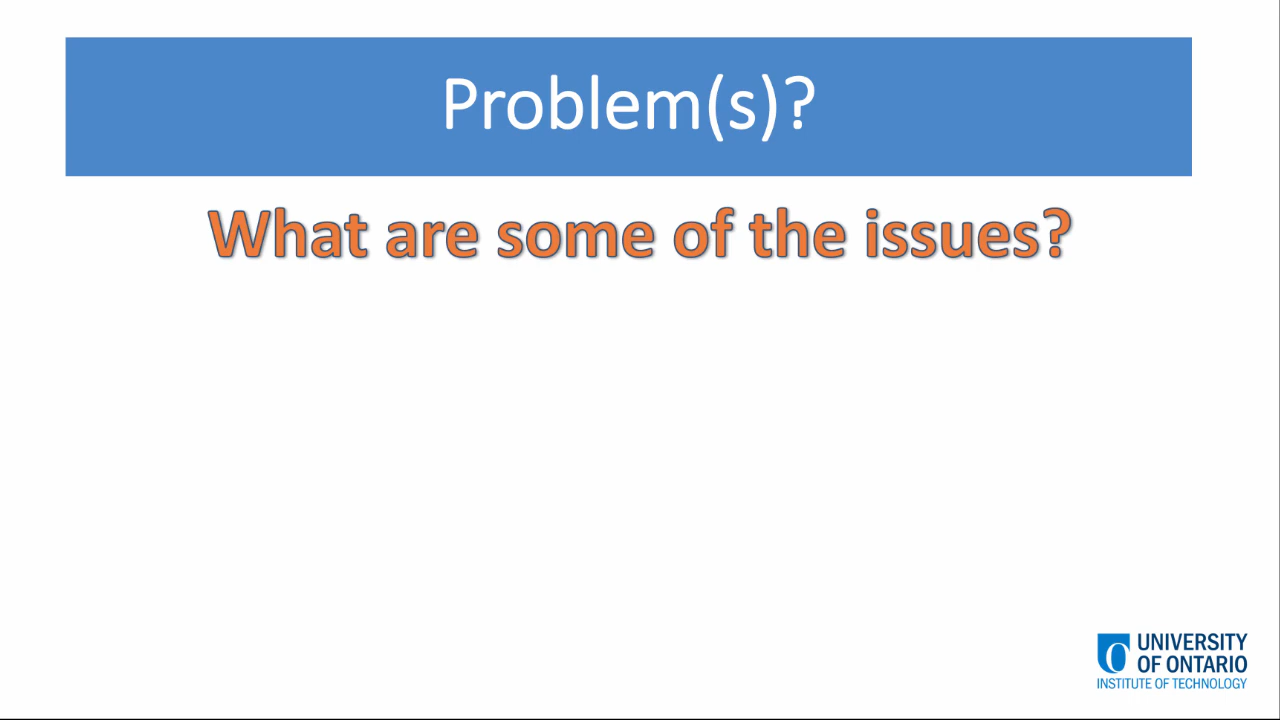 Problem(s)?
What are some of the issues?
UNIVERSITY
OF ONTARIO
INSTITUTE OF TECHNOLOGY